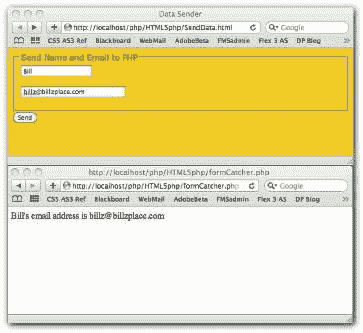 Data Sender
http://localhost/php/HTML5php/SendData.html
Google
CS5 AS3 Ref Blackboard WebMail AdobeBeta FMSadmin Flex 3 AS DP Blog
Send Name and Email to PHP
Bill
billz@billzplace.com
Send
http://localhost/php/HTML5php/formCatcher.php
http://localhost/php/HTML5php/formCatcher.php
Google
CS5 AS3 Ref Blackboard WebMail AdobeBeta FMSadmin Flex 3 AS DP Blog
Bill's email address is billz@billzplace.com